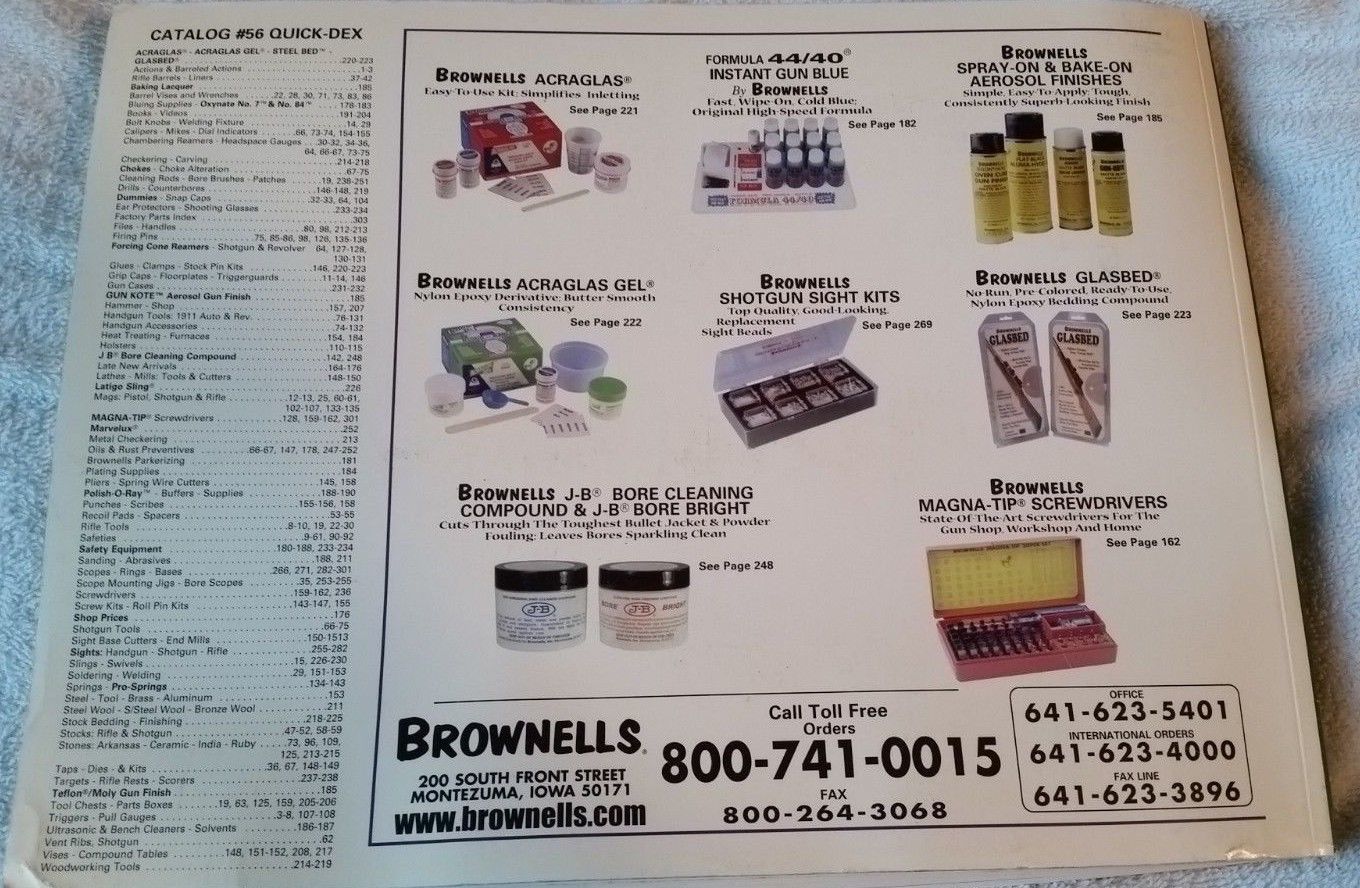 CATALOG #56 QUICK-DEX
ACRAGLAS® - ACRAGLAS GEL® - STEEL BED™ -
GLASBED® ..........220-223
Actions & Barreled Actions ..........1-3
Rifle Barrels - Liners ..........37-42
Baking Lacquer ..........185
Barrel Vises and Wrenches ..........22, 28, 30, 71, 73, 83, 86
Bluing Supplies - Oxynate No. 7™ & No. 84™ ..........178-183
Books - Videos ..........191-204
Bolt Knobs - Welding Fixture ..........14, 29
Calipers - Mikes - Dial Indicators ..........66, 73-74, 154-155
Chambering Reamers - Headspace Gauges ....30-32, 34-36,
64, 66-67, 73-75
Checkering - Carving ..........214-218
Chokes - Choke Alteration ..........67-75
Cleaning Rods - Bore Brushes - Patches ..........19, 238-251
Drills - Counterbores ..........146-148, 219
Dummies - Snap Caps ..........32-33, 64, 104
Ear Protectors - Shooting Glasses ..........233-234
Factory Parts Index ..........303
Files - Handles ..........80, 98, 212-213
Firing Pins ..........75, 85-86, 98, 126, 135-136
Forcing Cone Reamers - Shotgun & Revolver 64, 127-128,
130-131
Glues - Clamps - Stock Pin Kits ..........146, 220-223
Grip Caps - Floorplates - Triggerguards ..........11-14, 146
Gun Cases ..........231-232
GUN KOTE™ Aerosol Gun Finish ..........185
Hammer - Shop ..........157, 207
Handgun Tools: 1911 Auto & Rev. ..........76-131
Handgun Accessories ..........74-132
Heat Treating - Furnaces ..........154, 184
Holsters ..........110-115
J B® Bore Cleaning Compound ..........142, 248
Late New Arrivals ..........164-176
Lathes - Mills: Tools & Cutters ..........148-150
Latigo Sling® ..........226
Mags: Pistol, Shotgun & Rifle ..........12-13, 25, 60-61,
102-107, 133-135
MAGNA-TIP® Screwdrivers ..........128, 159-162, 301
Marvelux® ..........252
Metal Checkering ..........213
Oils & Rust Preventives ..........66-67, 147, 178, 247-252
Brownells Parkerizing ..........181
Plating Supplies ..........184
Pliers - Spring Wire Cutters ..........145, 158
Polish-O-Ray™ - Buffers - Supplies ..........188-190
Punches - Scribes ..........155-156, 158
Recoil Pads - Spacers ..........53-55
Rifle Tools ..........8-10, 19, 22-30
Safeties ..........9-61, 90-92
Safety Equipment ..........180-188, 233-234
Sanding - Abrasives ..........188, 211
Scopes - Rings - Bases ..........266, 271, 282-301
Scope Mounting Jigs - Bore Scopes ..........35, 253-255
Screwdrivers ..........159-162, 236
Screw Kits - Roll Pin Kits ..........143-147, 155
Shop Prices ..........176
Shotgun Tools ..........66-75
Sight Base Cutters - End Mills ..........150-1513
Sights: Handgun - Shotgun - Rifle ..........255-282
Slings - Swivels ..........15, 226-230
Soldering - Welding ..........29, 151-153
Springs - Pro-Springs ..........134-143
Steel - Tool - Brass - Aluminum ..........153
Steel Wool - S/Steel Wool - Bronze Wool ..........211
Stock Bedding - Finishing ..........218-225
Stocks: Rifle & Shotgun ..........47-52, 58-59
Stones: Arkansas - Ceramic - India - Ruby .....73, 96, 109,
125, 213-215
Taps - Dies - & Kits ..........36, 67, 148-149
Targets - Rifle Rests - Scorers ..........237-238
Teflon®/Moly Gun Finish ..........185
Tool Chests - Parts Boxes ..........19, 63, 125, 159, 205-206
Triggers - Pull Gauges ..........3-8, 107-108
Ultrasonic & Bench Cleaners - Solvents ..........186-187
Vent Ribs, Shotgun ..........62
Vises - Compound Tables ..........148, 151-152, 208, 217
Woodworking Tools ..........214-219
BROWNELLS ACRAGLAS®
Easy-To-Use Kit; Simplifies Inletting
See Page 221
FORMULA 44/40®
INSTANT GUN BLUE
By BROWNELLS
Fast, Wipe-On, Cold Blue;
Original High-Speed Formula
See Page 182
FORMULA 44/40
BROWNELLS
SPRAY-ON & BAKE-ON
AEROSOL FINISHES
Simple, Easy-To-Apply; Tough,
Consistently Superb-Looking Finish
See Page 185
BROWNELLS ACRAGLAS GEL®
Nylon Epoxy Derivative; Butter Smooth
Consistency
See Page 222
BROWNELLS
SHOTGUN SIGHT KITS
Top Quality, Good-Looking,
Replacement
Sight Beads
See Page 269
BROWNELLS GLASBED®
No-Run, Pre-Colored, Ready-To-Use,
Nylon Epoxy Bedding Compound
See Page 223
BROWNELLS
GLASBED
BROWNELLS
GLASBED
BROWNELLS J-B® BORE CLEANING
COMPOUND & J-B® BORE BRIGHT
Cuts Through The Toughest Bullet Jacket & Powder
Fouling; Leaves Bores Sparkling Clean
See Page 248
J-B
BORE J-B BRIGHT
BROWNELLS
MAGNA-TIP® SCREWDRIVERS
State-Of-The-Art Screwdrivers For The
Gun Shop, Workshop And Home
See Page 162
BROWNELLS MAGNA-TIP SUPER SET
BROWNELLS®
200 SOUTH FRONT STREET
MONTEZUMA, IOWA 50171
www.brownells.com
Call Toll Free
Orders
800-741-0015
FAX
800-264-3068
OFFICE
641-623-5401
INTERNATIONAL ORDERS
641-623-4000
FAX LINE
641-623-3896